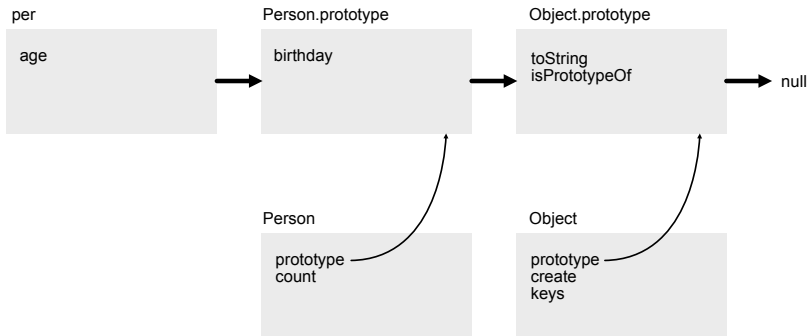 per
Person.prototype
Object.prototype
age
birthday
toString
isPrototypeOf
null
Person
Object
prototype
count
prototype
create
keys